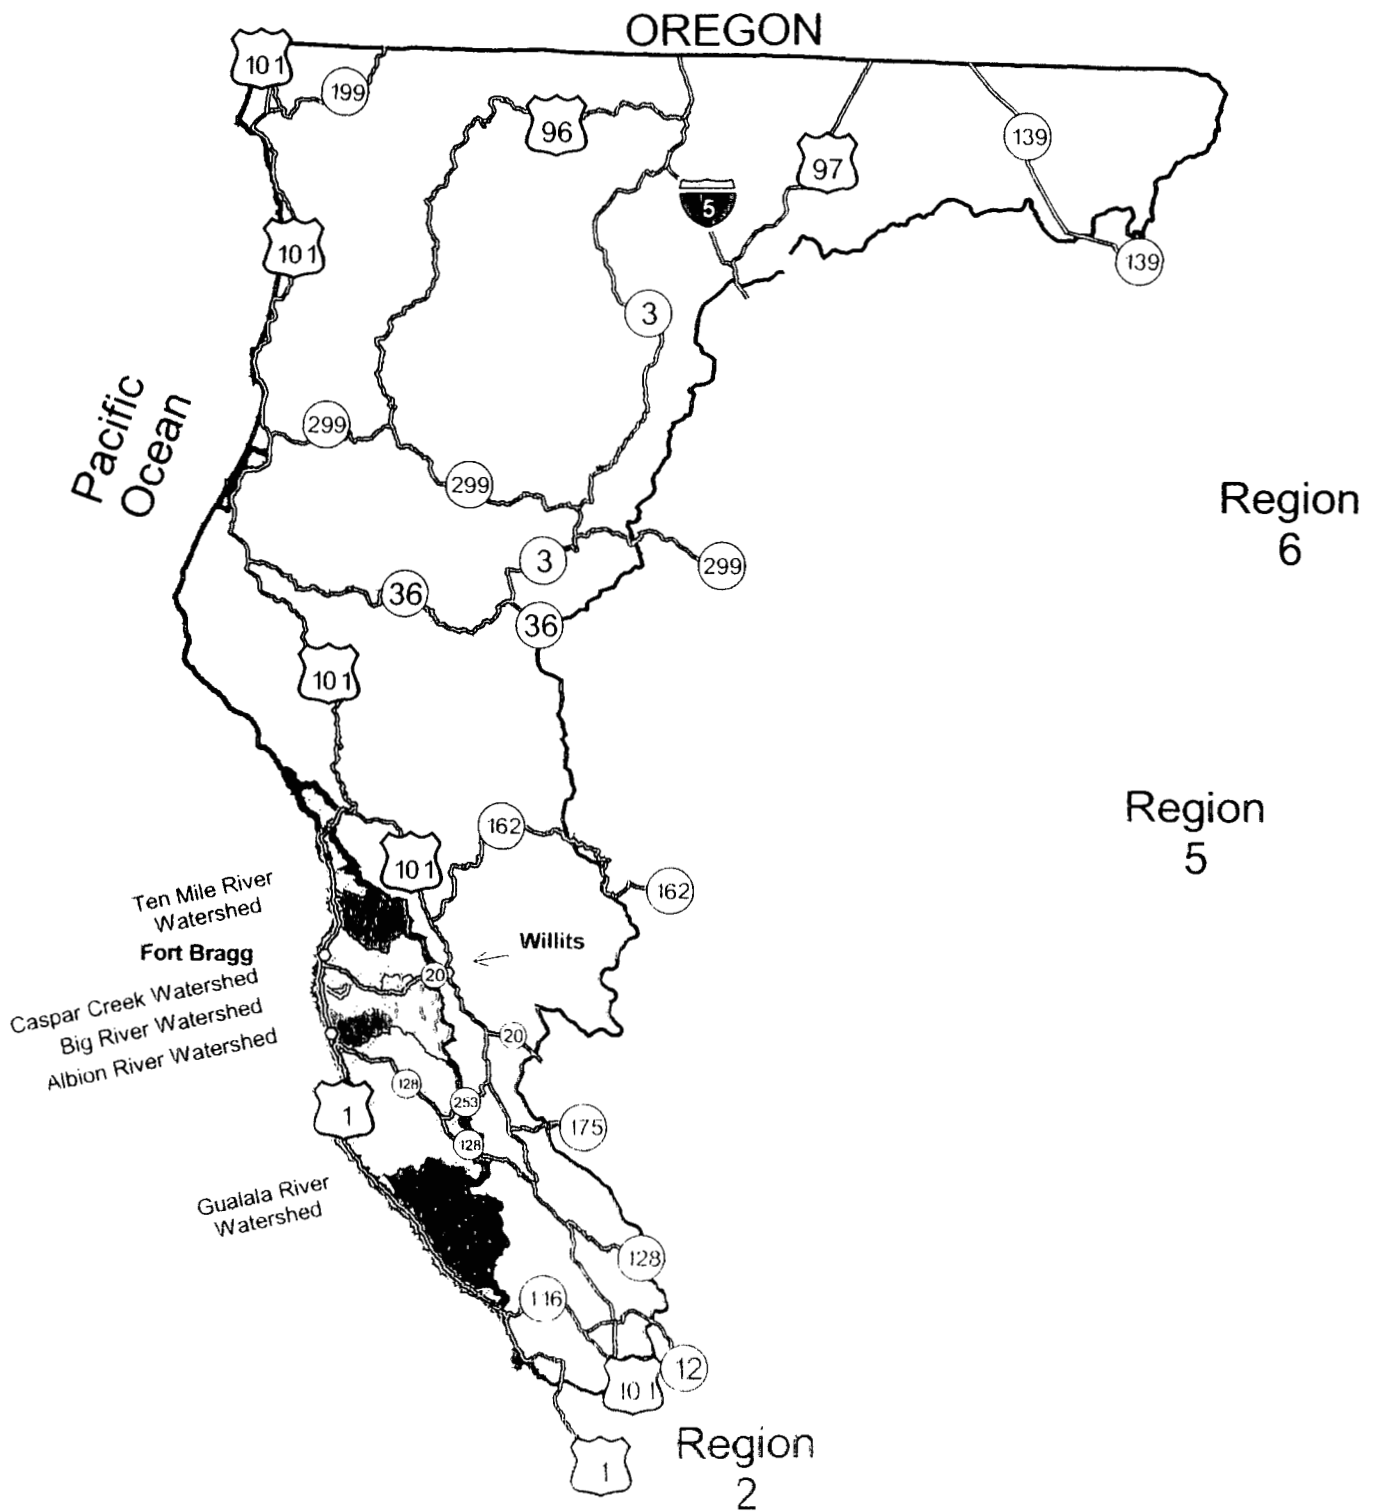 OREGON
101
199
96
97
139
5
101
139
3
Pacific
Ocean
299
299
Region
6
3
299
36
36
101
Region
5
162
101
162
Ten Mile River
Watershed
Fort Bragg
Willits
20
Caspar Creek Watershed
Big River Watershed
Albion River Watershed
20
128
253
1
175
128
Gualala River
Watershed
128
116
12
101
Region
2
1